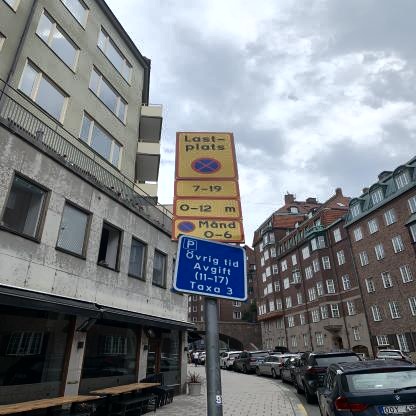 Last-
plats
7-19
0-12 m
Månd
0-6
P
Övrig tid
Avgift
(11-17)
Taxa 3